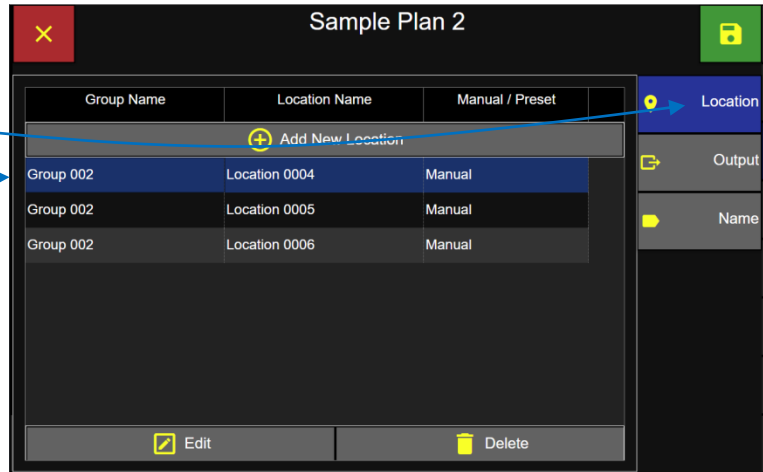 Sample Plan 2
Group Name Location Name Manual / Preset
Add New Location
Group 002 Location 0004 Manual
Group 002 Location 0005 Manual
Group 002 Location 0006 Manual
Edit Delete
Location
Output
Name